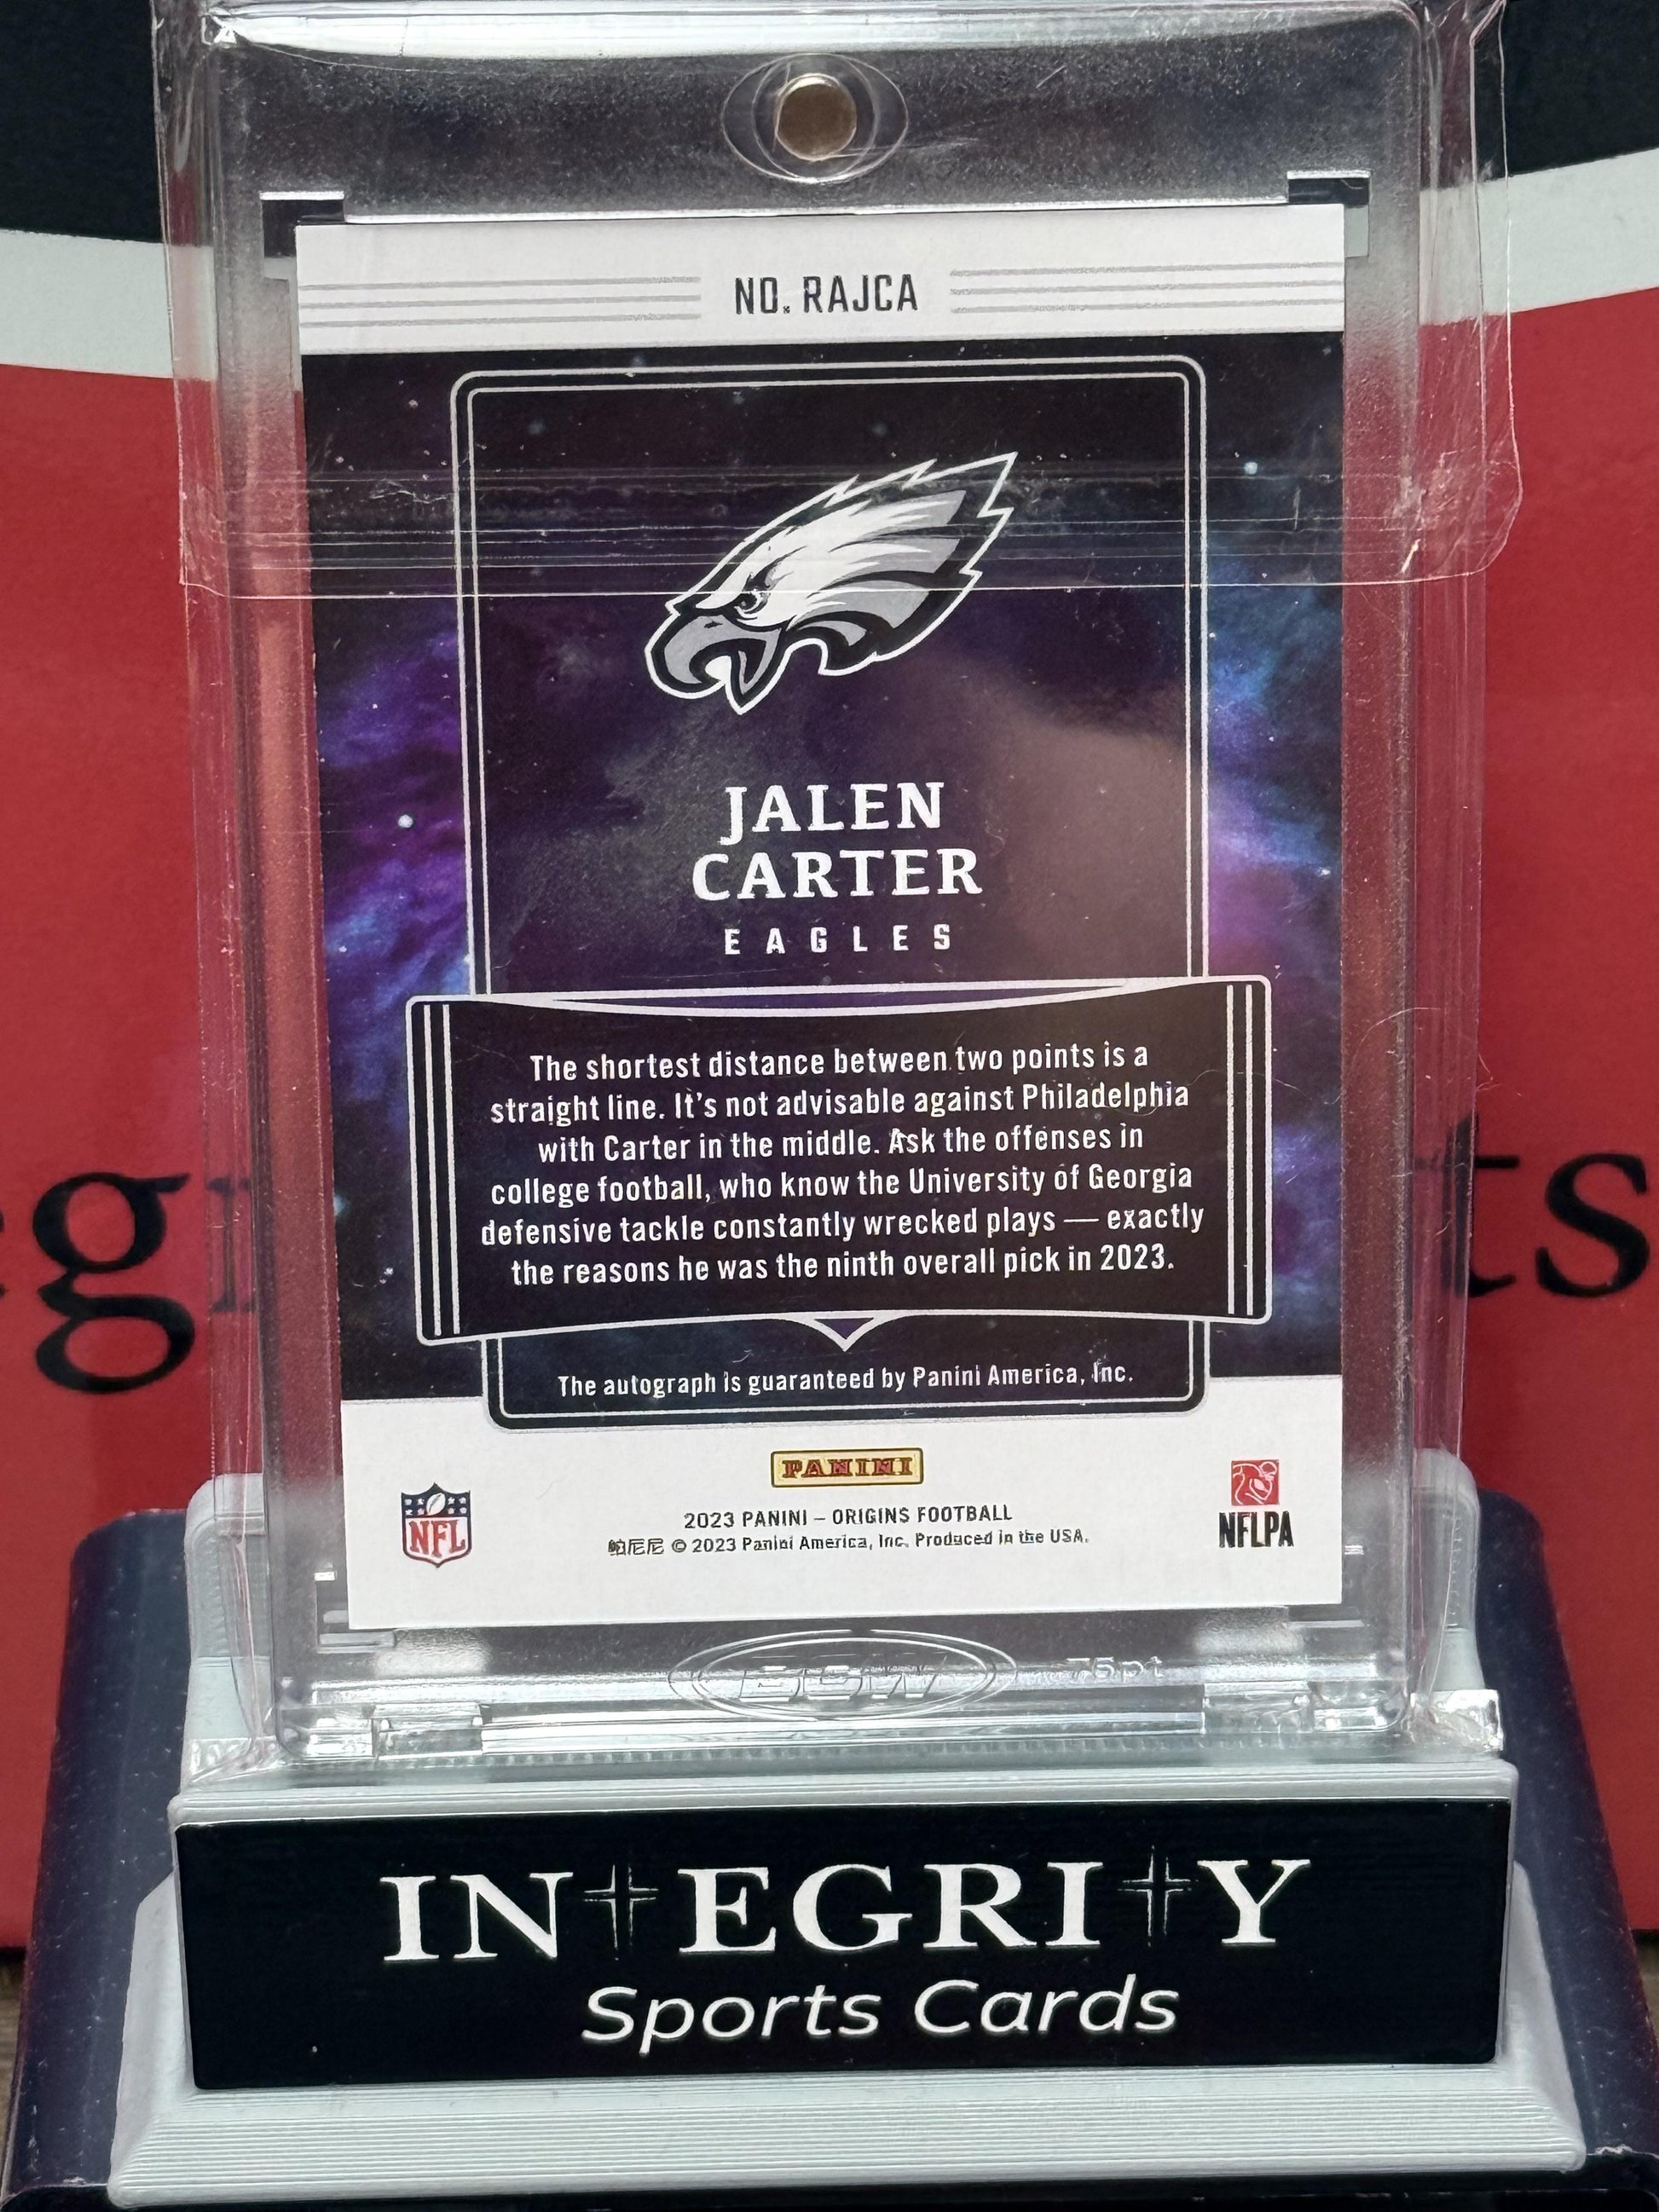 NO. RAJCA
JALEN
CARTER
EAGLES
The shortest distance between two points is a
straight line. It's not advisable against Philadelphia
with Carter in the middle. Ask the offenses in
college football, who know the University of Georgia
defensive tackle constantly wrecked plays — exactly
the reasons he was the ninth overall pick in 2023.
The autograph is guaranteed by Panini America, Inc.
PANINI
NFL
2023 PANINI – ORIGINS FOOTBALL
帕尼尼 © 2023 Panini America, Inc. Produced in the USA.
NFLPA
75pt
INTEGRITY
Sports Cards